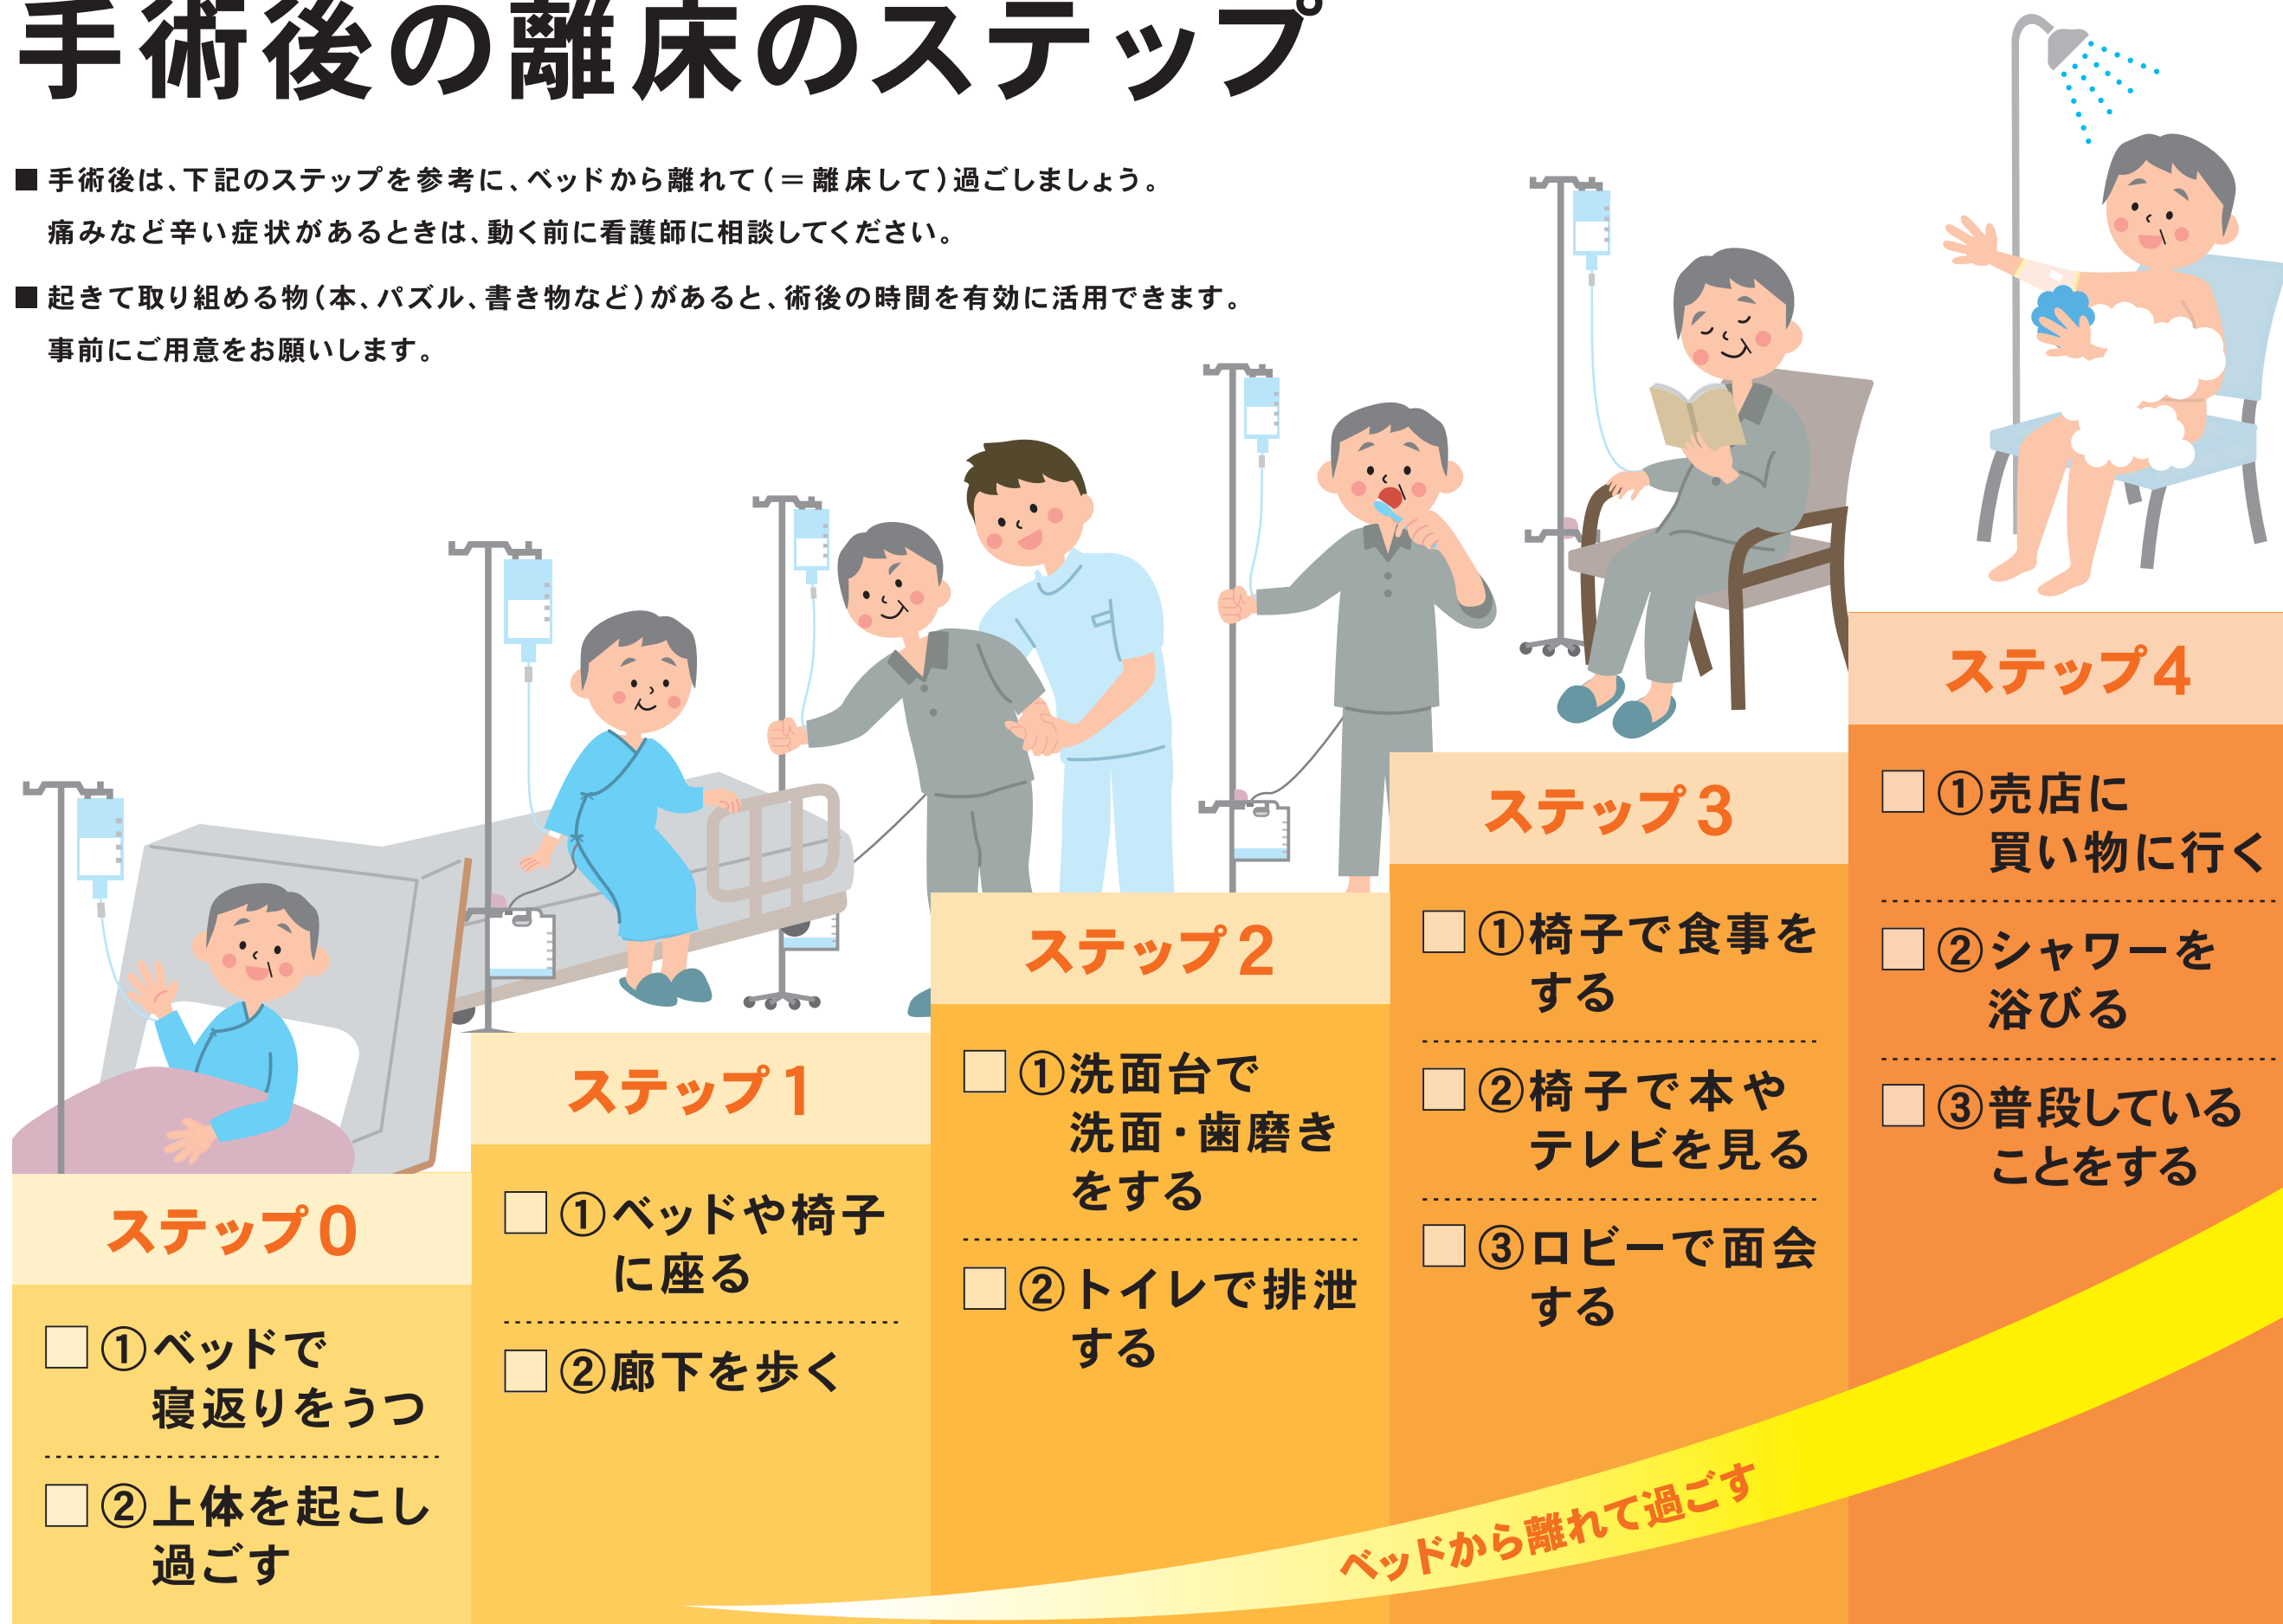 手術後の離床のステップ
■ 手術後は、下記のステップを参考に、ベッドから離れて(=離床して)過ごしましょう。
痛みなど辛い症状があるときは、動く前に看護師に相談してください。
■ 起きて取り組める物(本、パズル、書き物など)があると、術後の時間を有効に活用できます。
事前にご用意をお願いします。
ステップ0
□ ①ベッドで
寝返りをうつ
□ ②上体を起こし
過ごす
ステップ1
□ ①ベッドや椅子
に座る
□ ②廊下を歩く
ステップ2
□ ①洗面台で
洗面・歯磨き
をする
□ ②トイレで排泄
する
ステップ3
□ ①椅子で食事を
する
□ ②椅子で本や
テレビを見る
□ ③ロビーで面会
する
ステップ4
□ ①売店に
買い物に行く
□ ②シャワーを
浴びる
□ ③普段している
ことをする
ベッドから離れて過ごす